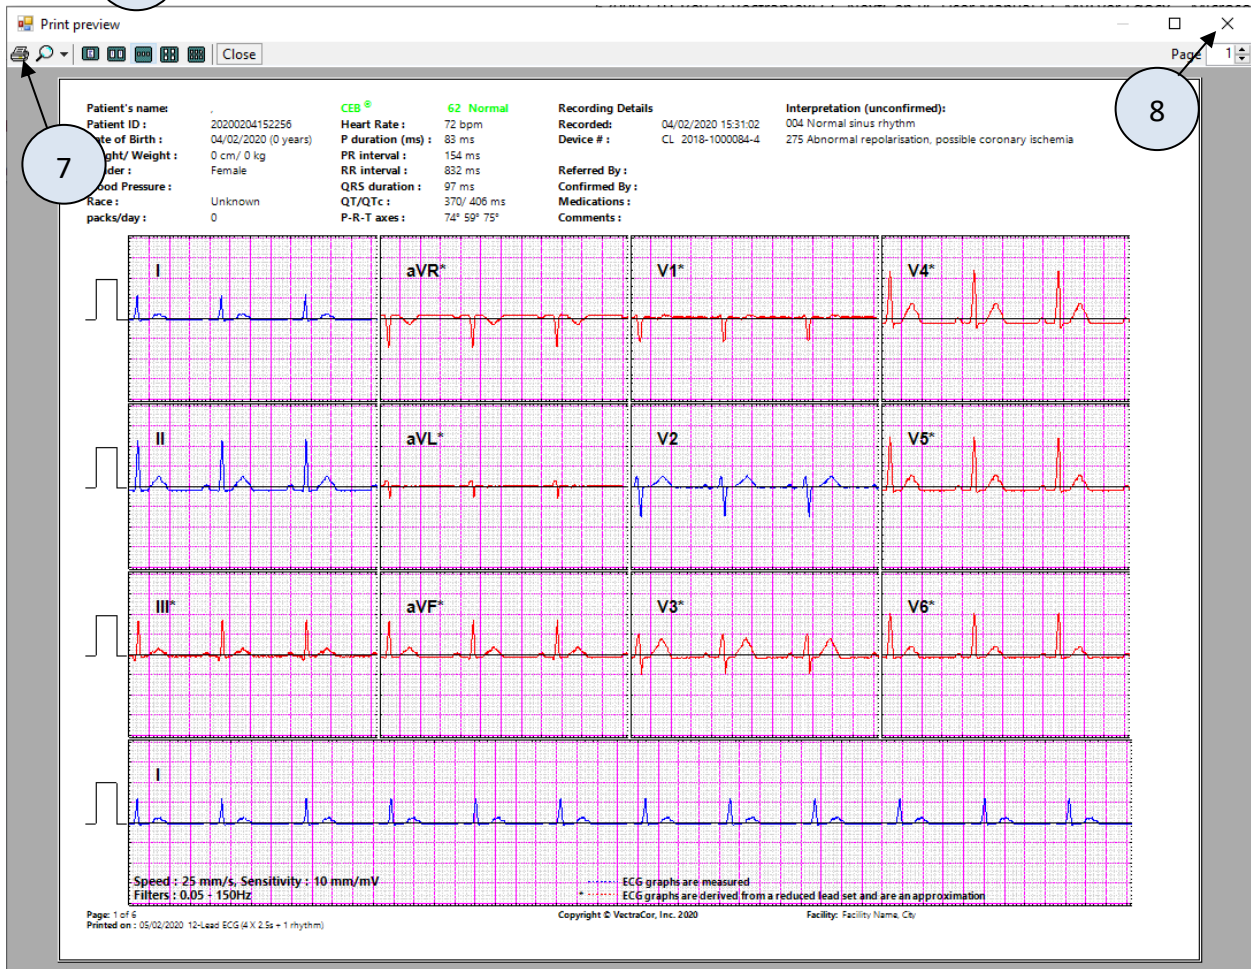 Print preview
Close
Page 1
7
8
Patient's name: ,
Patient ID : 20200204152256
ate of Birth : 04/02/2020 (0 years)
ght/ Weight : 0 cm/ 0 kg
der : Female
ood Pressure :
Race : Unknown
packs/day : 0
CEB ® 62 Normal
Heart Rate : 72 bpm
P duration (ms) : 83 ms
PR interval : 154 ms
RR interval : 832 ms
QRS duration : 97 ms
QT/QTc : 370/ 406 ms
P-R-T axes : 74° 59° 75°
Recording Details
Recorded: 04/02/2020 15:31:02
Device # : CL 2018-1000084-4
Referred By :
Confirmed By :
Medications :
Comments :
Interpretation (unconfirmed):
004 Normal sinus rhythm
275 Abnormal repolarisation, possible coronary ischemia
I aVR* V1* V4*
II aVL* V2 V5*
III* aVF* V3* V6*
I
Speed : 25 mm/s, Sensitivity : 10 mm/mV
Filters : 0.05 - 150Hz
ECG graphs are measured
* ECG graphs are derived from a reduced lead set and are an approximation
Page: 1 of 6
Printed on : 05/02/2020 12-Lead ECG (4 X 2.5s + 1 rhythm)
Copyright © VectraCor, Inc. 2020
Facility: Facility Name, City